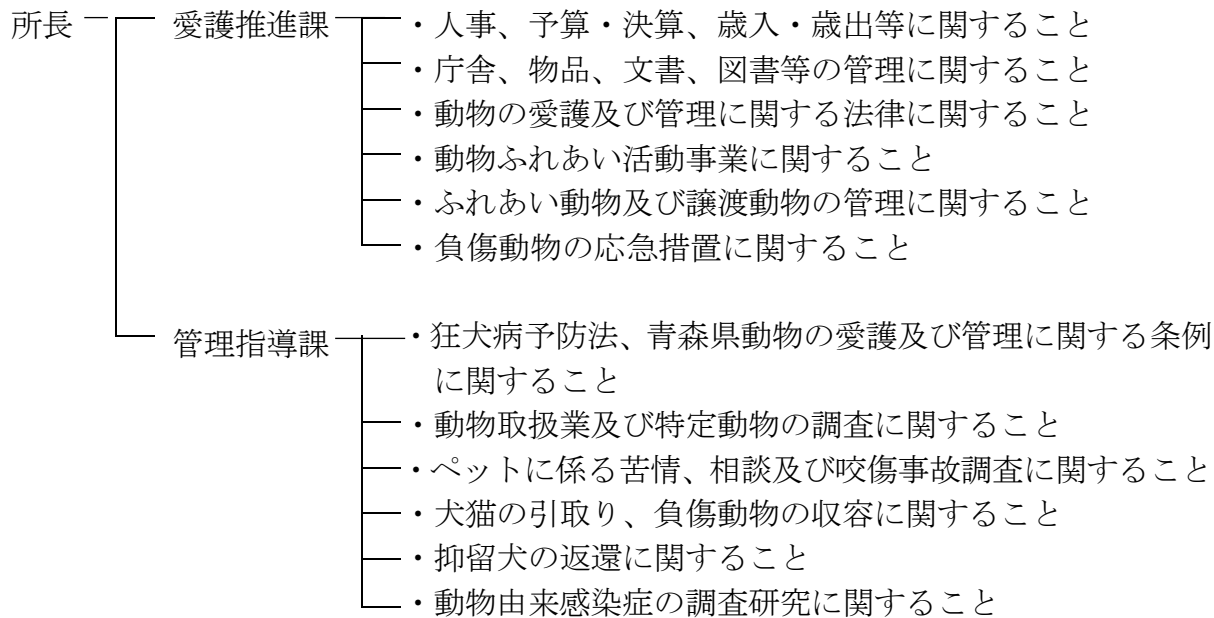 所長 愛護推進課 ・人事、予算・決算、歳入・歳出等に関すること
・庁舎、物品、文書、図書等の管理に関すること
・動物の愛護及び管理に関する法律に関すること
・動物ふれあい活動事業に関すること
・ふれあい動物及び譲渡動物の管理に関すること
・負傷動物の応急措置に関すること
管理指導課 ・狂犬病予防法、青森県動物の愛護及び管理に関する条例
に関すること
・動物取扱業及び特定動物の調査に関すること
・ペットに係る苦情、相談及び咬傷事故調査に関すること
・犬猫の引取り、負傷動物の収容に関すること
・抑留犬の返還に関すること
・動物由来感染症の調査研究に関すること